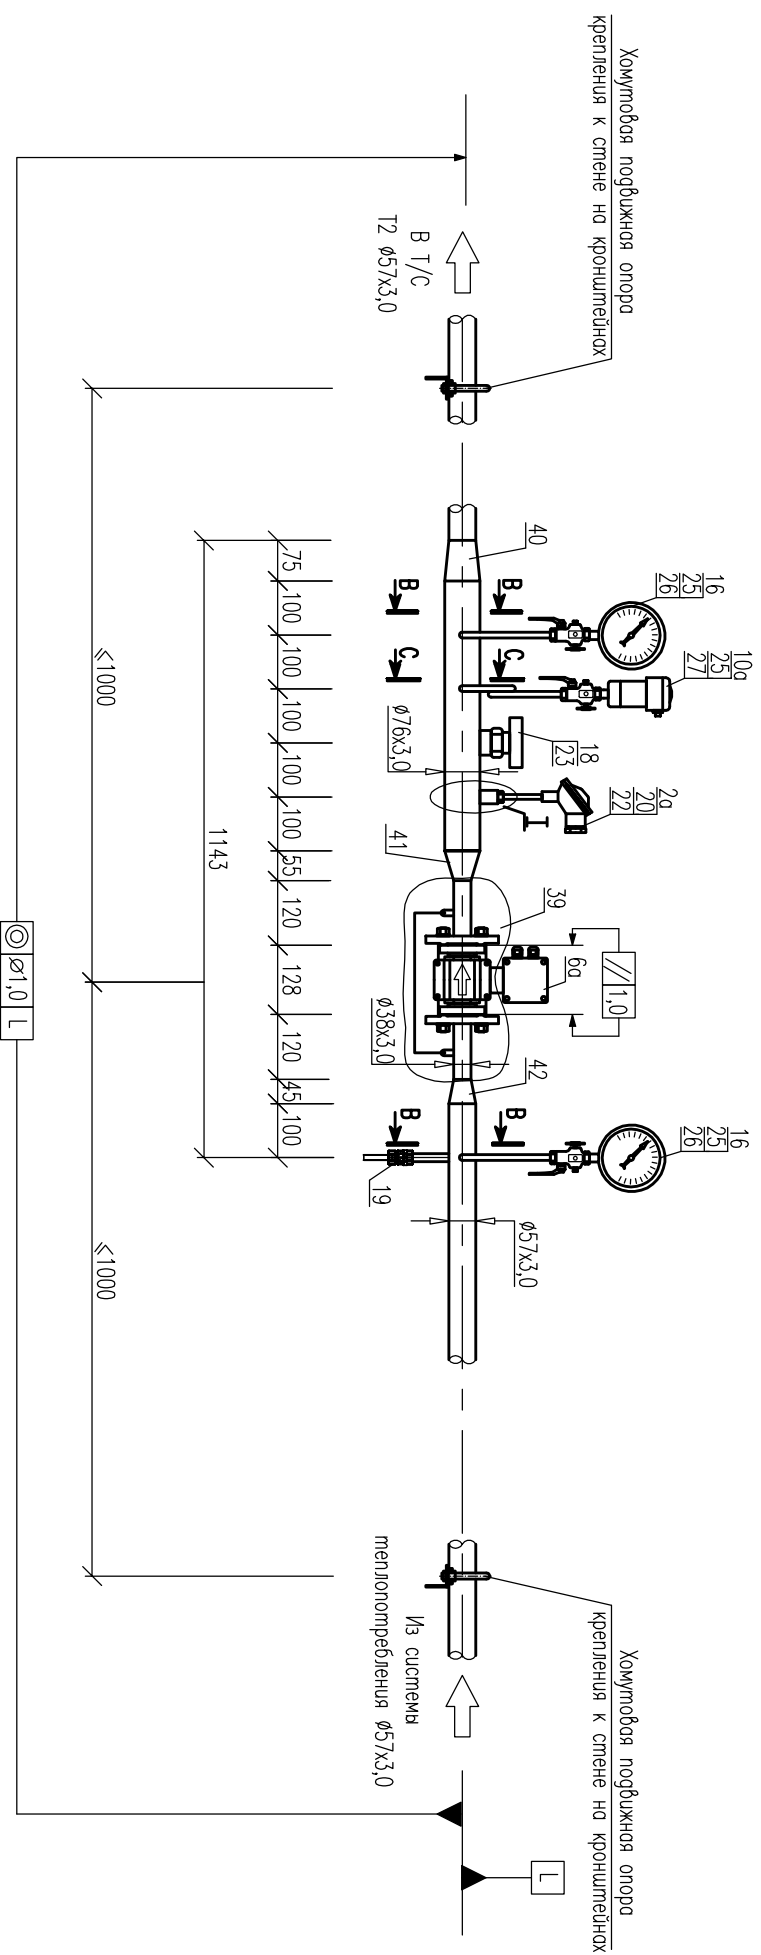 Хомутовая подвижная опора
крепления к стене на кронштейнах
В Т/С
Т2 ø57х3,0
40
16
25
26
10а
25
27
18
23
2а
20
22
В
В
С
С
ø76х3,0
41
39
6а
// 1,0
ø38х3,0
42
В
В
16
25
26
19
ø57х3,0
75
100
100
100
100
100
55
120
128
120
45
100
1143
≤1000
≤1000
◎ ø1,0 L
Хомутовая подвижная опора
крепления к стене на кронштейнах
Из системы
теплопотребления ø57х3,0
L